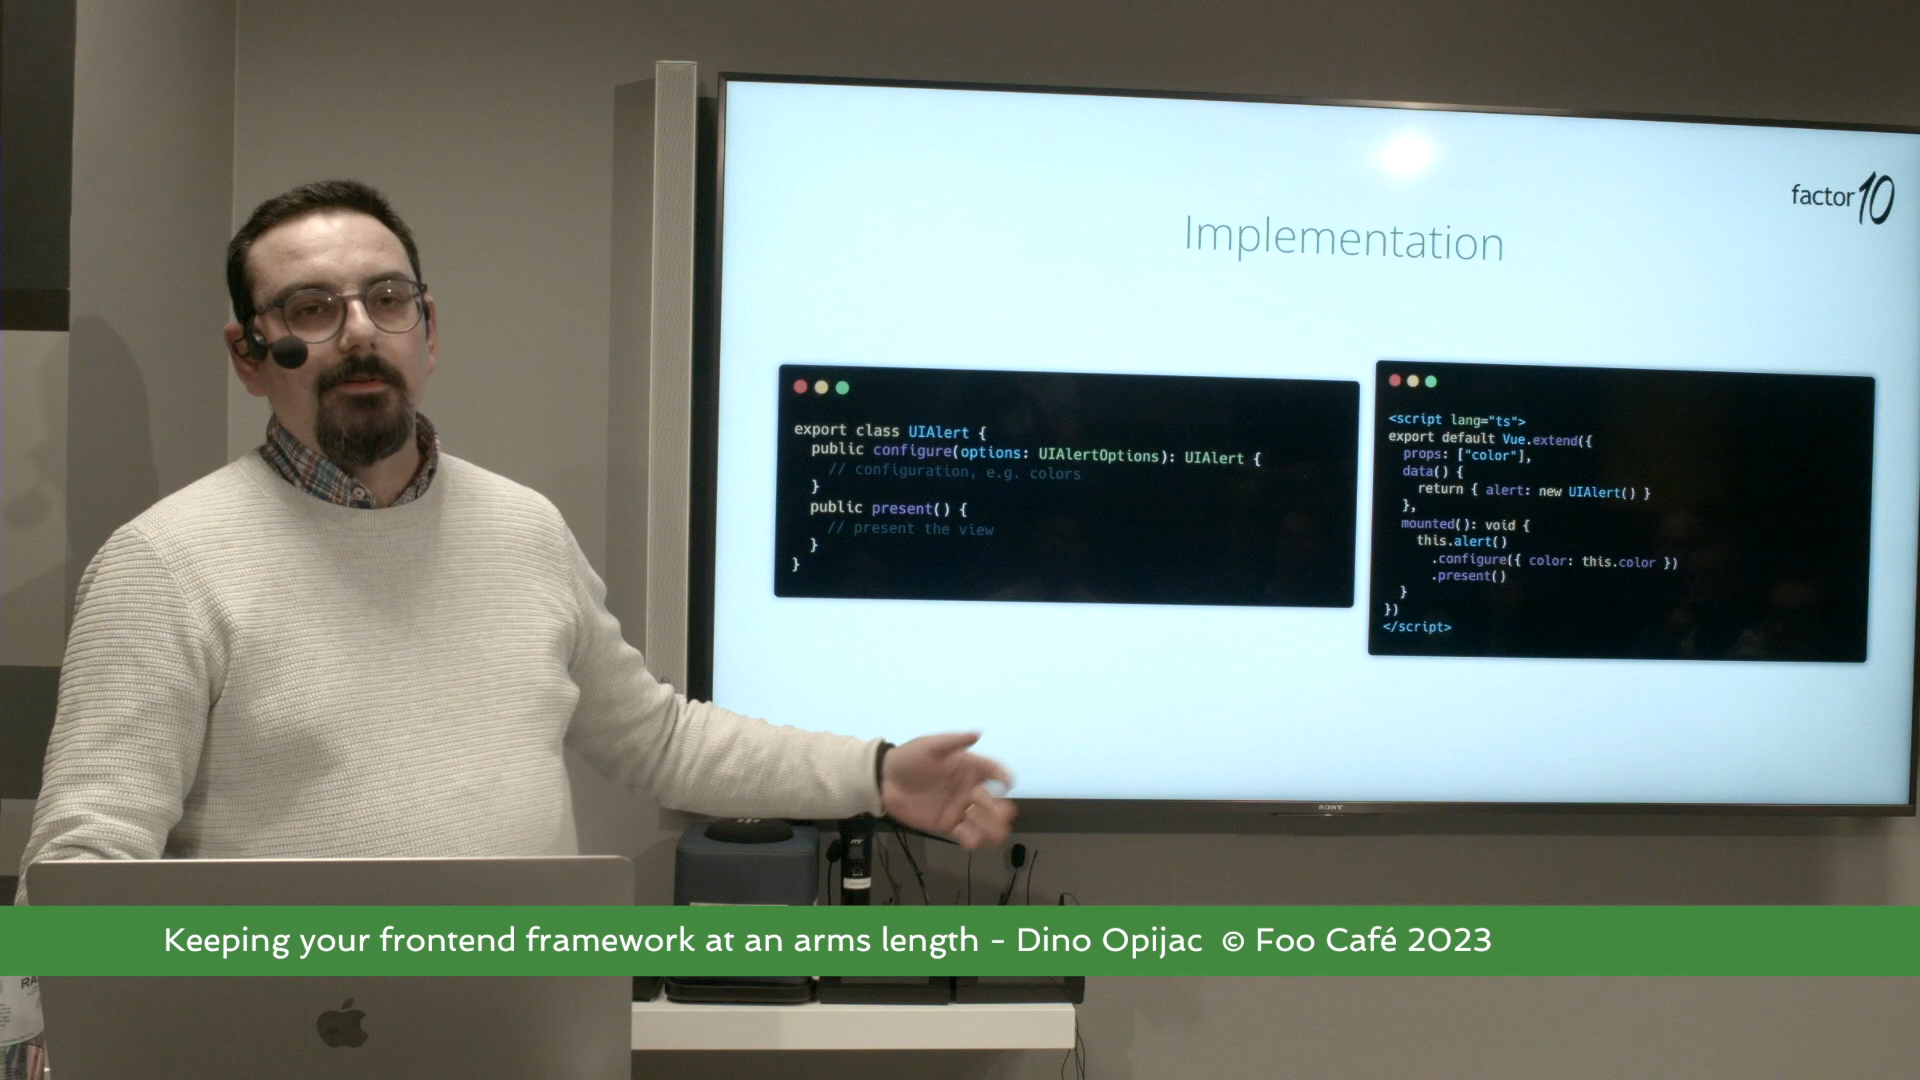 factor10
Implementation
export class UIAlert {
public configure(options: UIAlertOptions): UIAlert {
// configuration, e.g. colors
}
public present() {
// present the view
}
}
<script lang="ts">
export default Vue.extend({
props: ["color"],
data() {
return { alert: new UIAlert() }
},
mounted(): void {
this.alert()
.configure({ color: this.color })
.present()
}
})
</script>
SONY
Keeping your frontend framework at an arms length - Dino Opijac © Foo Café 2023